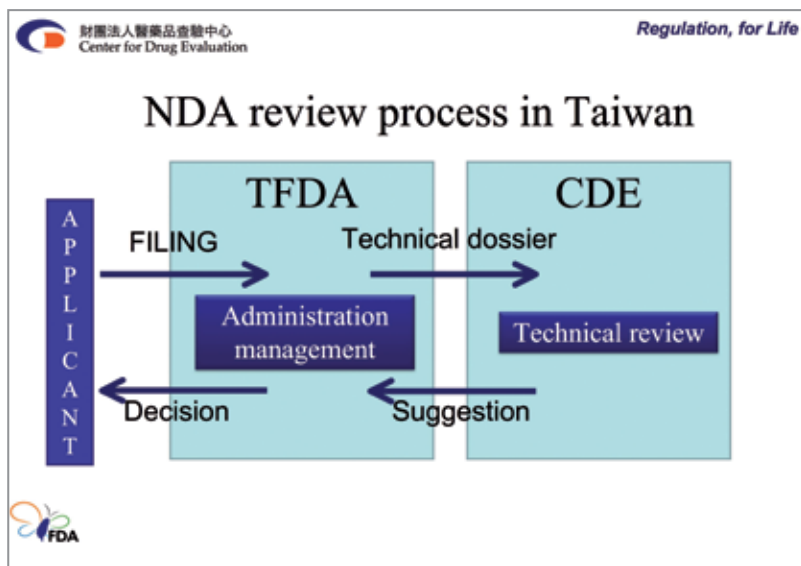 財團法人醫藥品查驗中心
Center for Drug Evaluation
Regulation, for Life
NDA review process in Taiwan
APPLICANT
TFDA
CDE
FILING
Technical dossier
Administration
management
Technical review
Decision
Suggestion
FDA